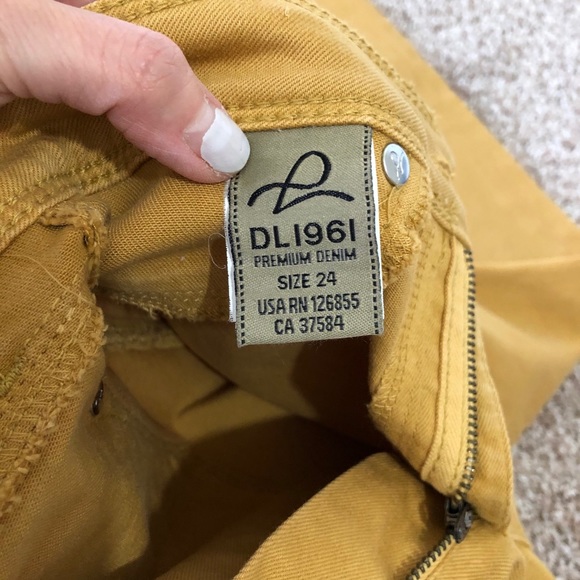 DL1961
PREMIUM DENIM
SIZE 24
USA RN 126855
CA 37584